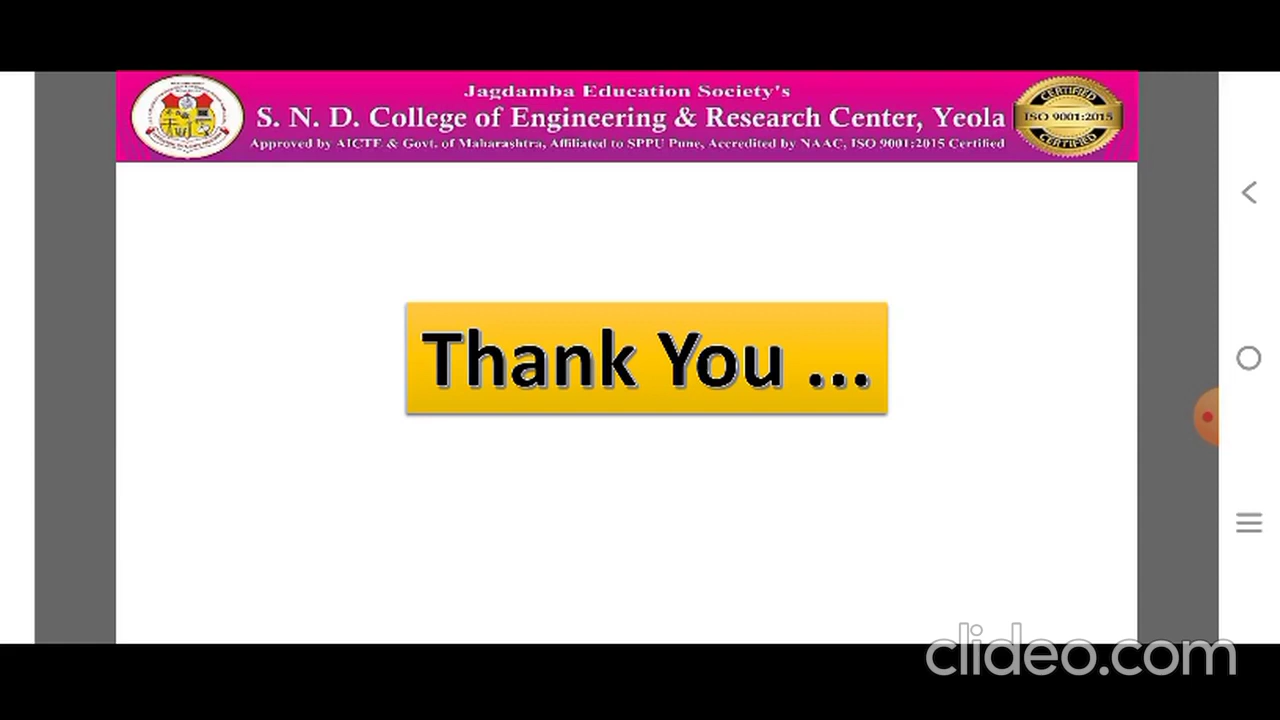 Jagdamba Education Society's
S. N. D. College of Engineering & Research Center, Yeola
Approved by AICTE & Govt. of Maharashtra, Affiliated to SPPU Pune, Accredited by NAAC, ISO 9001:2015 Certified
CERTIFIED
ISO 9001:2015
CERTIFIED
Thank You ...
clideo.com